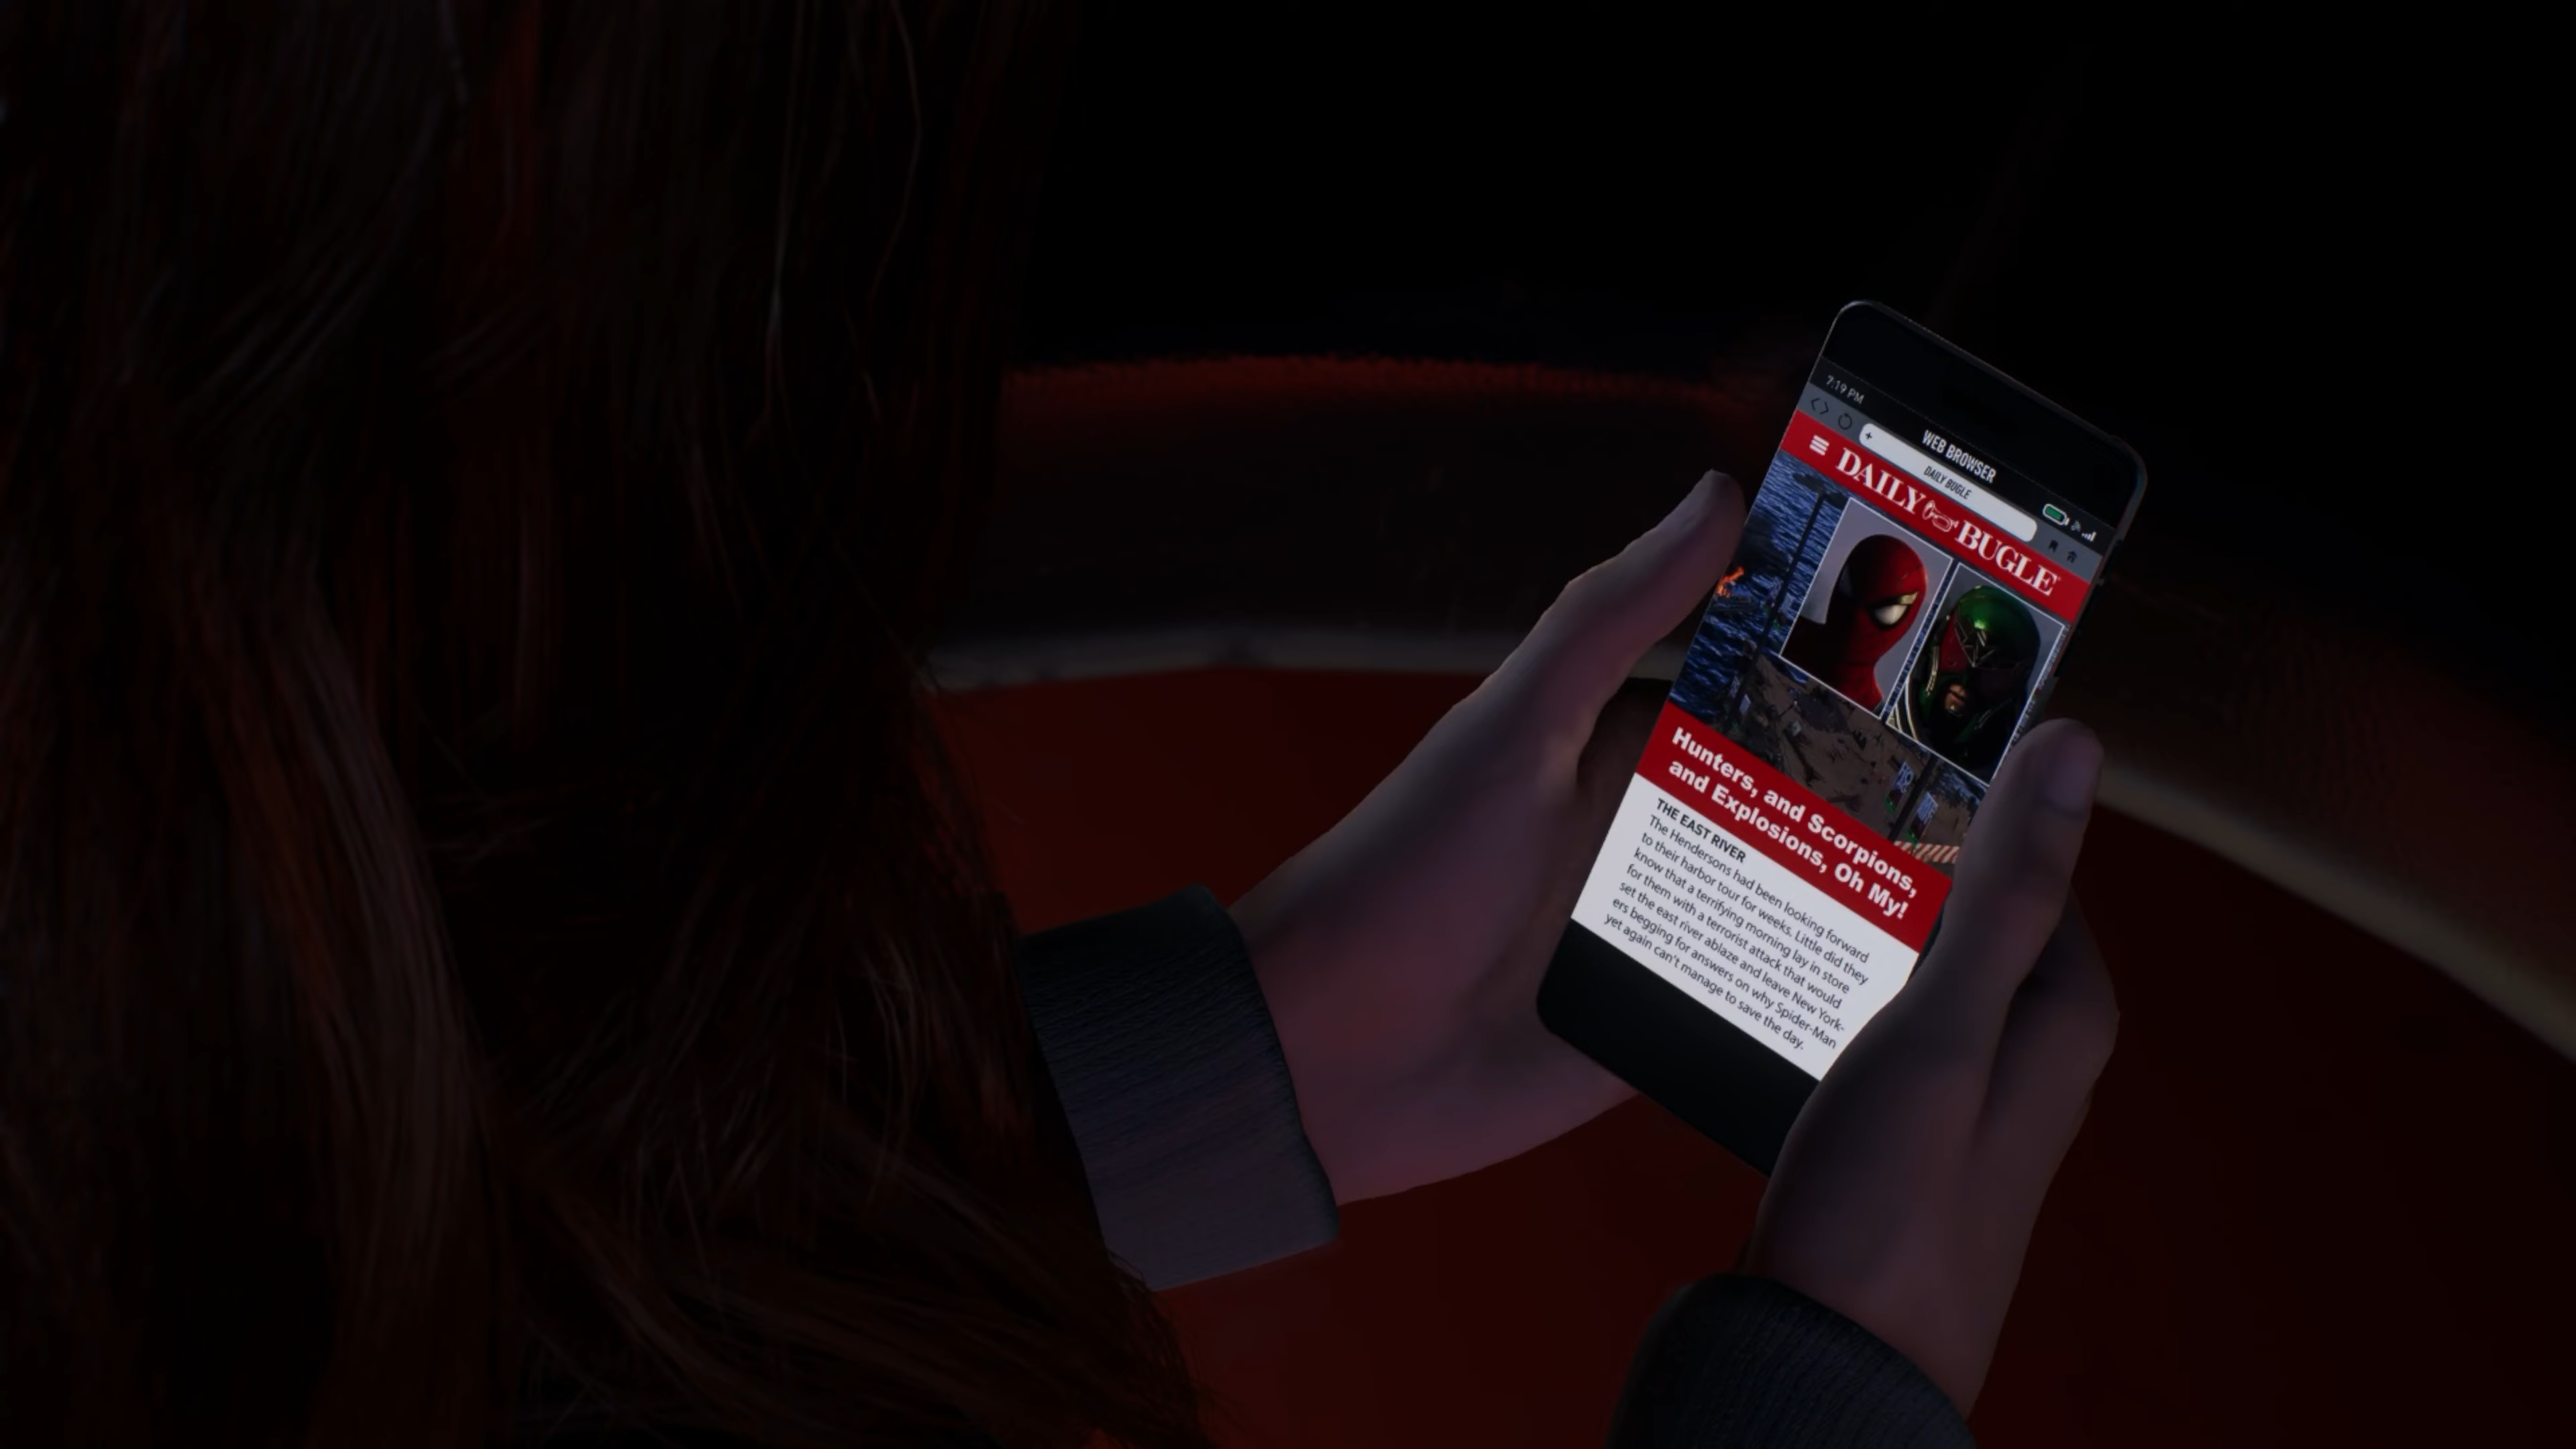 7:19 PM
WEB BROWSER
DAILY BUGLE
DAILY BUGLE
Hunters, and Scorpions,
and Explosions, Oh My!
THE EAST RIVER
The Hendersons had been looking forward
to their harbor tour for weeks. Little did they
know that a terrifying morning lay in store
for them with a terrorist attack that would
set the east river ablaze and leave New York-
ers begging for answers on why Spider-Man
yet again can't manage to save the day.